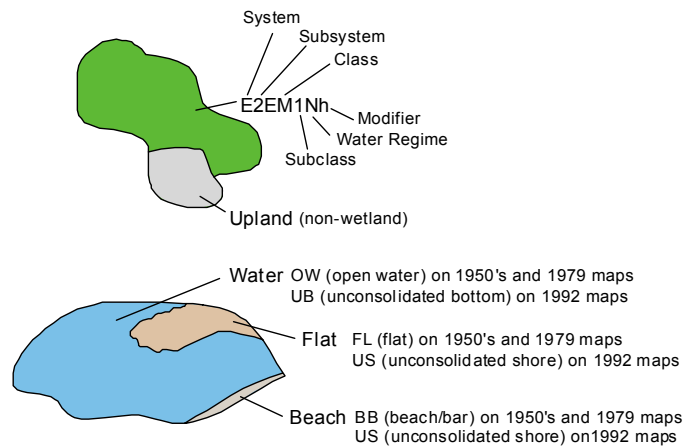 System
Subsystem
Class
E2EM1Nh
Modifier
Water Regime
Subclass
Upland (non-wetland)
Water OW (open water) on 1950's and 1979 maps
UB (unconsolidated bottom) on 1992 maps
Flat FL (flat) on 1950's and 1979 maps
US (unconsolidated shore) on 1992 maps
Beach BB (beach/bar) on 1950's and 1979 maps
US (unconsolidated shore) on1992 maps